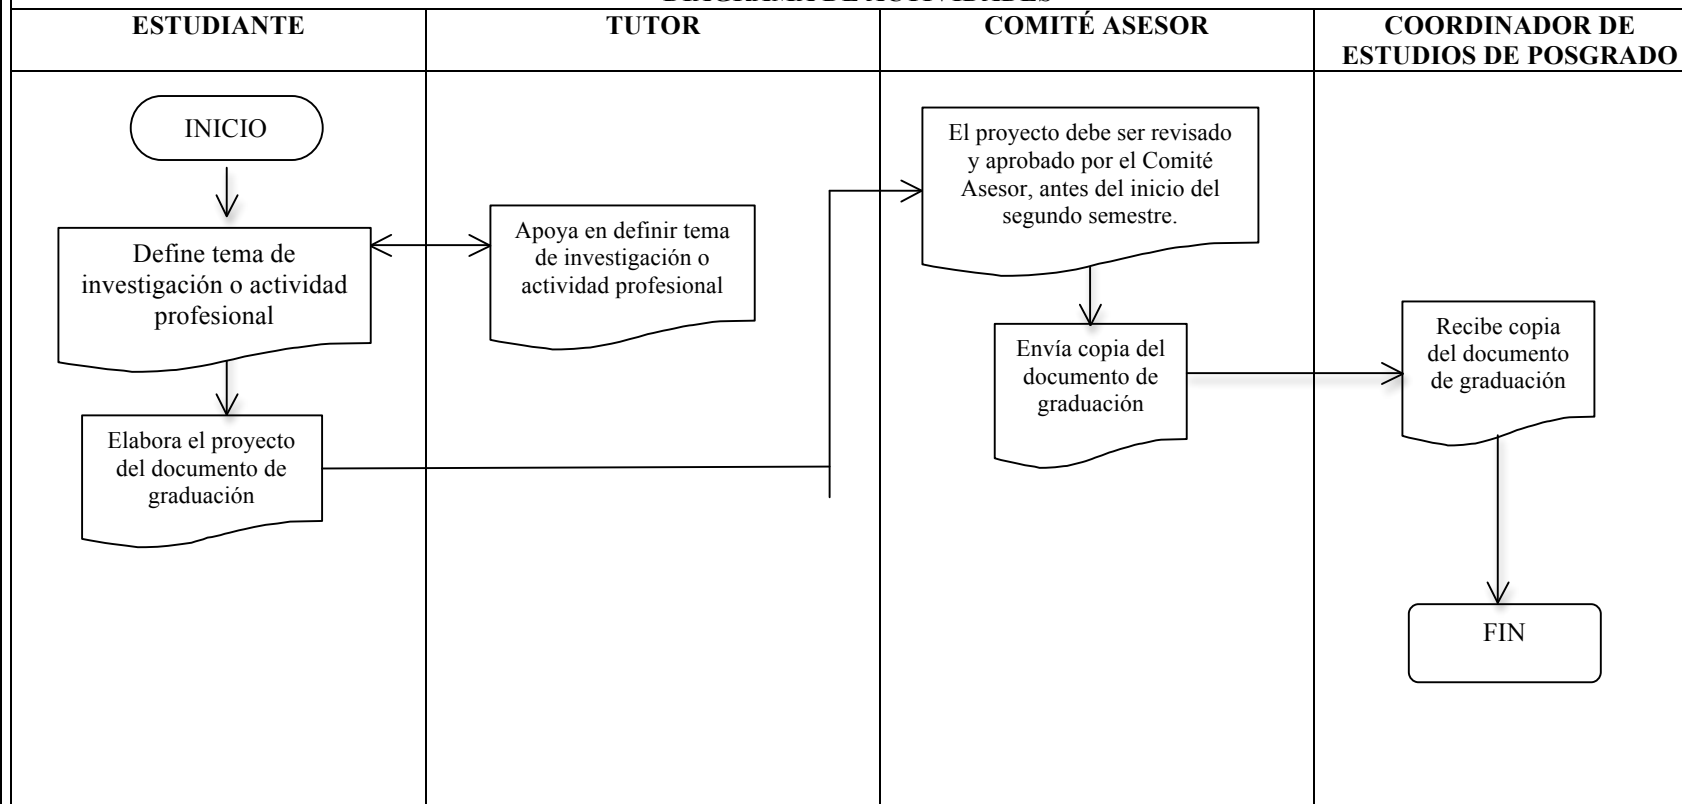 DIAGRAMA DE ACTIVIDADES
ESTUDIANTE
TUTOR
COMITÉ ASESOR
COORDINADOR DE
ESTUDIOS DE POSGRADO
INICIO
Define tema de
investigación o actividad
profesional
Elabora el proyecto
del documento de
graduación
Apoya en definir tema
de investigación o
actividad profesional
El proyecto debe ser revisado
y aprobado por el Comité
Asesor, antes del inicio del
segundo semestre.
Envía copia del
documento de
graduación
Recibe copia
del documento
de graduación
FIN